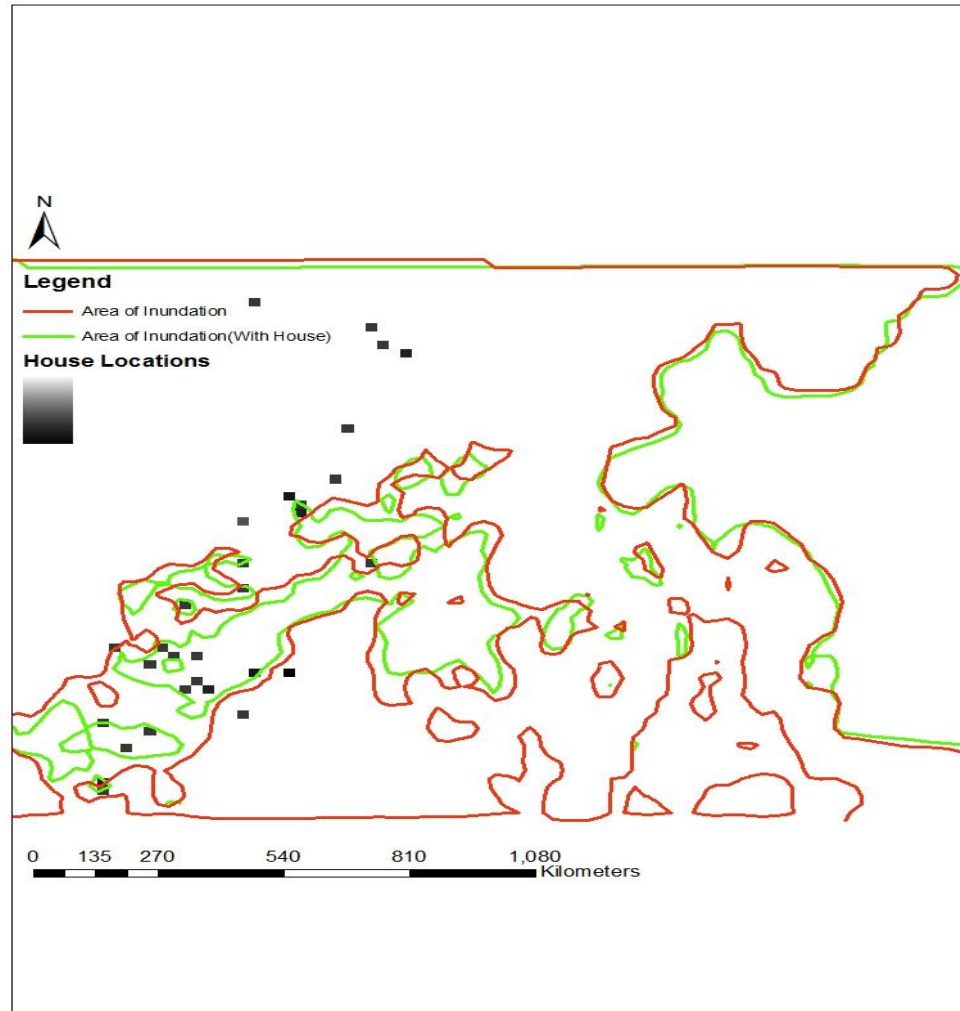 N
Legend
Area of Inundation
Area of Inundation(With House)
House Locations
0 135 270 540 810 1,080
Kilometers